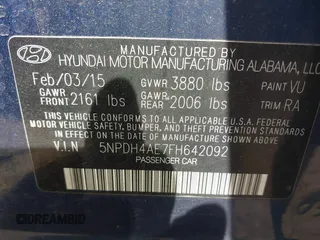 HYUNDAI MOTOR MANUFACTURING ALABAMA, LLC
Feb/03/15 GVWR 3880 lbs PAINT VU
GAWR FRONT 2161 lbs GAWR REAR 2006 lbs TRIM RA
THIS VEHICLE CONFORMS TO ALL APPLICABLE U.S.A. FEDERAL
MOTOR VEHICLE SAFETY, BUMPER, AND THEFT PREVENTION
STANDARDS IN EFFECT ON THE DATE OF MANUFACTURE SHOWN ABOVE.
V.I.N 5NPDH4AE7FH642092
PASSENGER CAR
DREAMBID